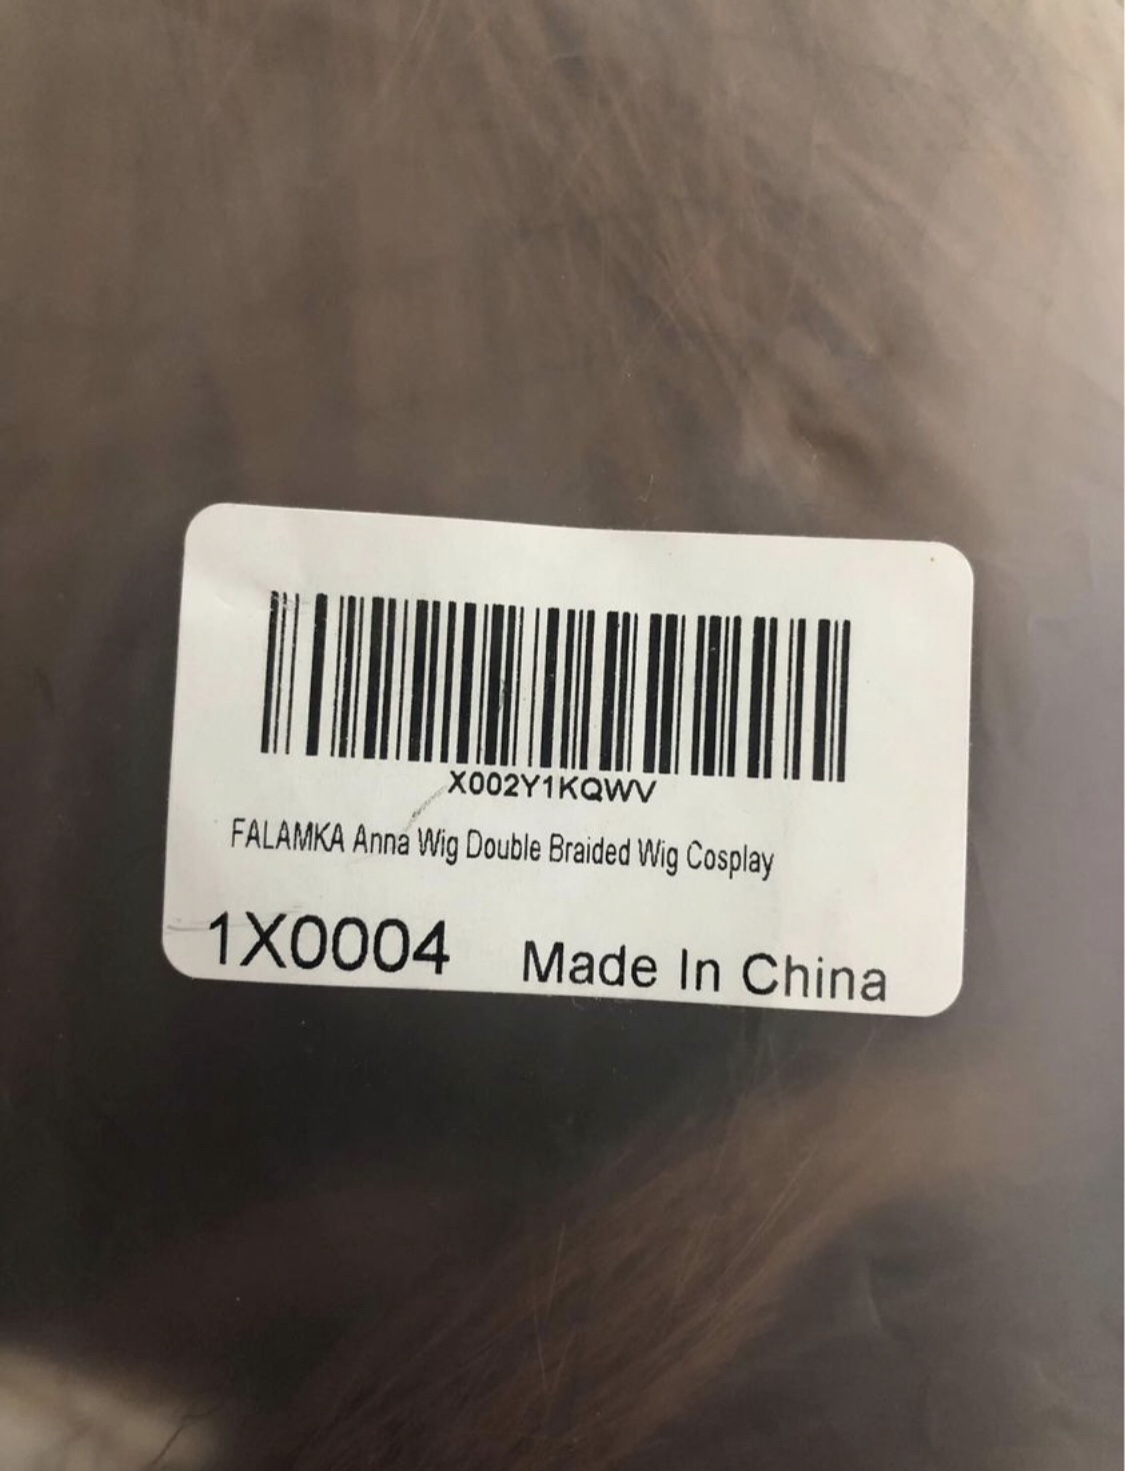 X002Y1KQWV
FALAMKA Anna Wig Double Braided Wig Cosplay
1X0004 Made In China